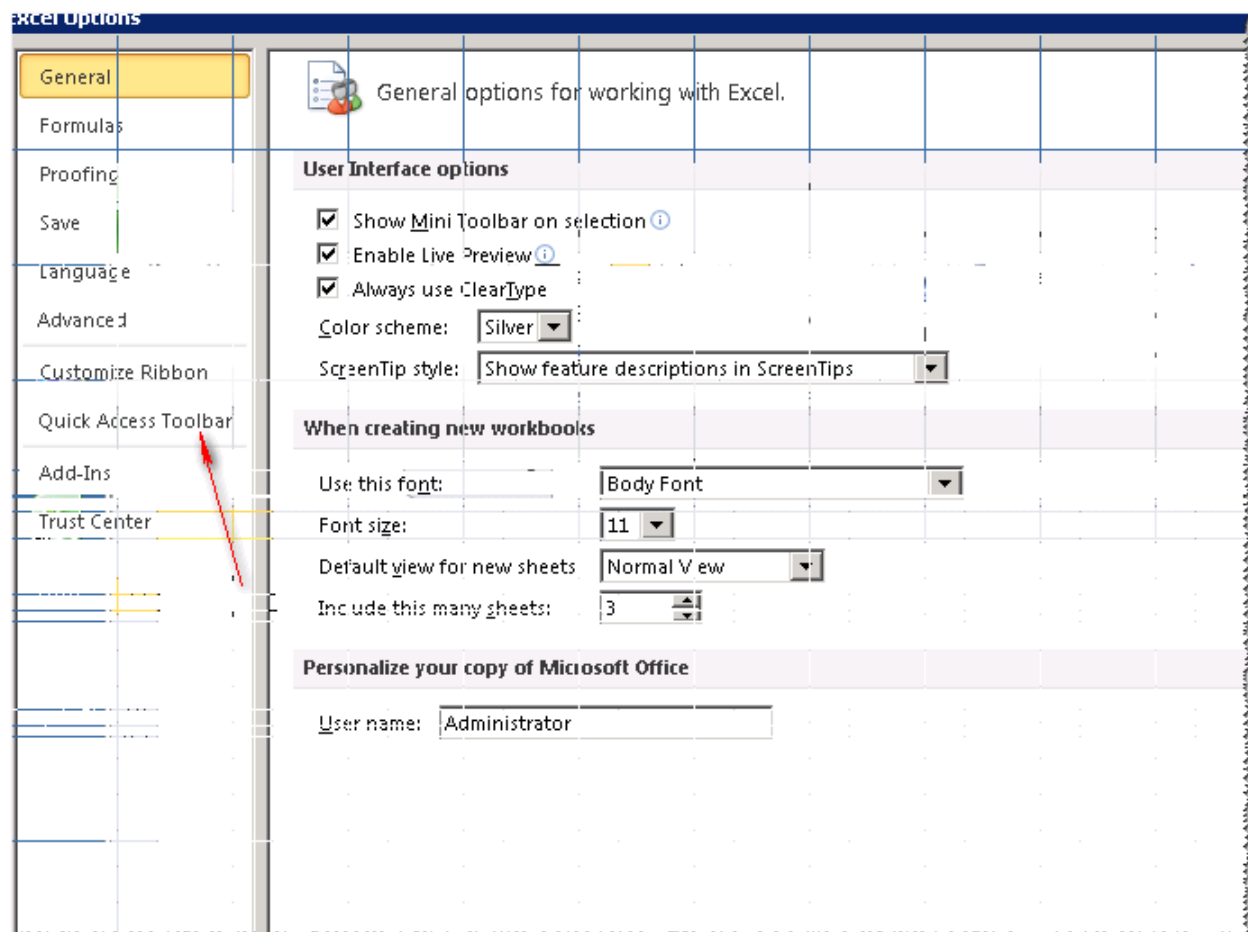 Excel Options
General
Formulas
Proofing
Save
Language
Advanced
Customize Ribbon
Quick Access Toolbar
Add-Ins
Trust Center
General options for working with Excel.
User Interface options
Show Mini Toolbar on selection
Enable Live Preview
Always use ClearType
Color scheme: Silver
ScreenTip style: Show feature descriptions in ScreenTips
When creating new workbooks
Use this font: Body Font
Font size: 11
Default view for new sheets Normal View
Include this many sheets: 3
Personalize your copy of Microsoft Office
User name: Administrator